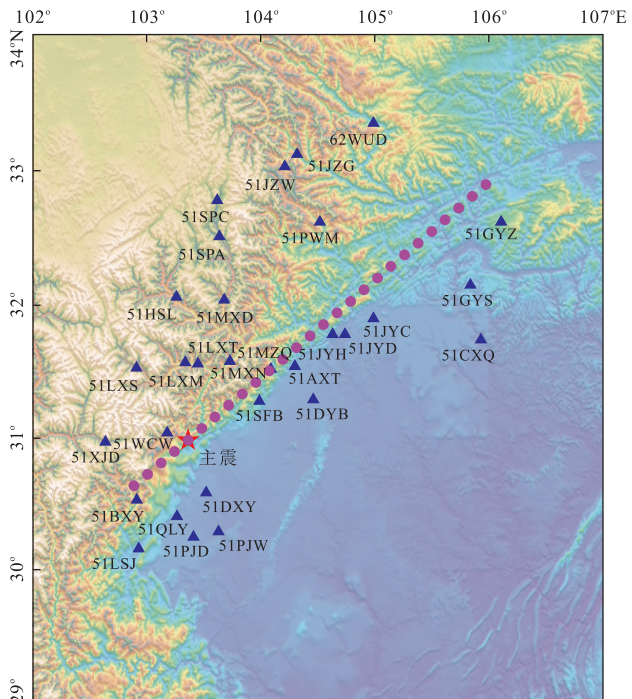 102°
103°
104°
105°
106°
107°E
34°N
33°
32°
31°
30°
29°
62WUD
51JZG
51JZW
51SPC
51PWM
51GYZ
51SPA
51HSL
51MXD
51GYS
51JYC
51LXT
51MZQ
51JYH
51JYD
51CXQ
51LXS
51LXM
51MXN
51AXT
51SFB
51DYB
51WCW
51XJD
主震
51BXY
51DXY
51QLY
51PJD
51PJW
51LSJ